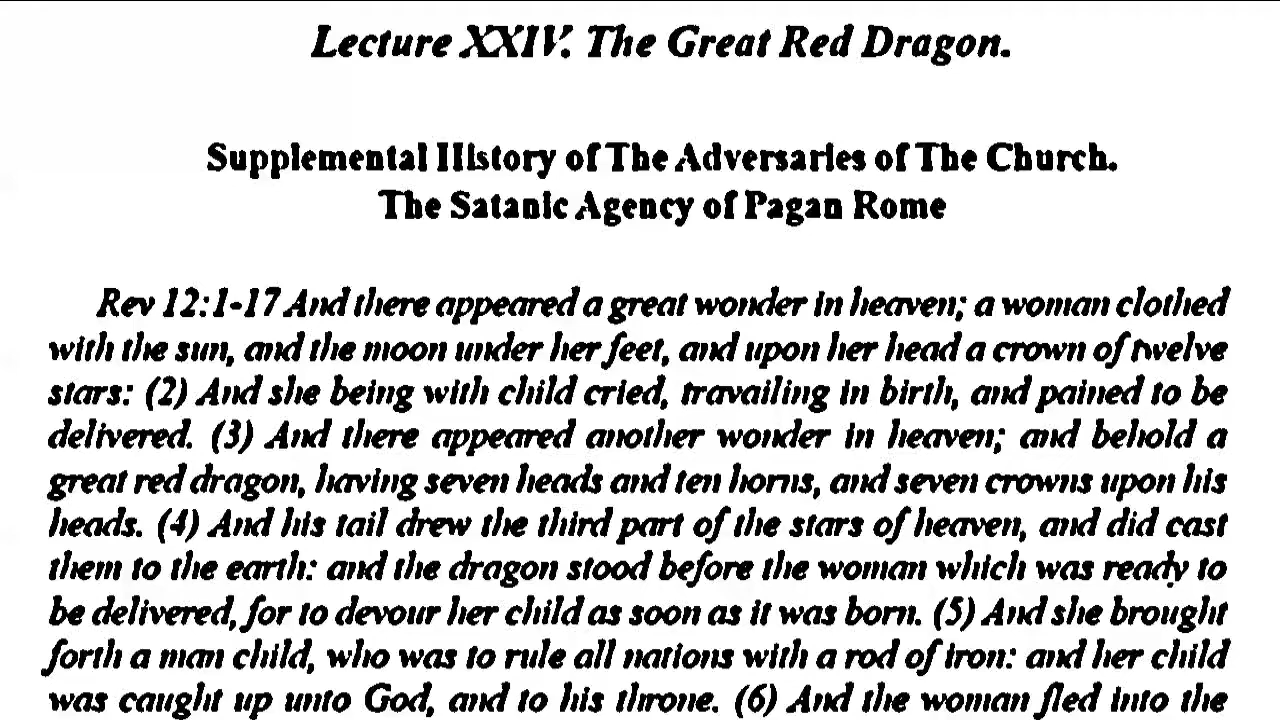 Lecture XXIV. The Great Red Dragon.
Supplemental History of The Adversaries of The Church.
The Satanic Agency of Pagan Rome
Rev 12:1-17 And there appeared a great wonder in heaven; a woman clothed
with the sun, and the moon under her feet, and upon her head a crown of twelve
stars: (2) And she being with child cried, travailing in birth, and pained to be
delivered. (3) And there appeared another wonder in heaven; and behold a
great red dragon, having seven heads and ten horns, and seven crowns upon his
heads. (4) And his tail drew the third part of the stars of heaven, and did cast
them to the earth: and the dragon stood before the woman which was ready to
be delivered, for to devour her child as soon as it was born. (5) And she brought
forth a man child, who was to rule all nations with a rod of iron: and her child
was caught up unto God, and to his throne. (6) And the woman fled into the